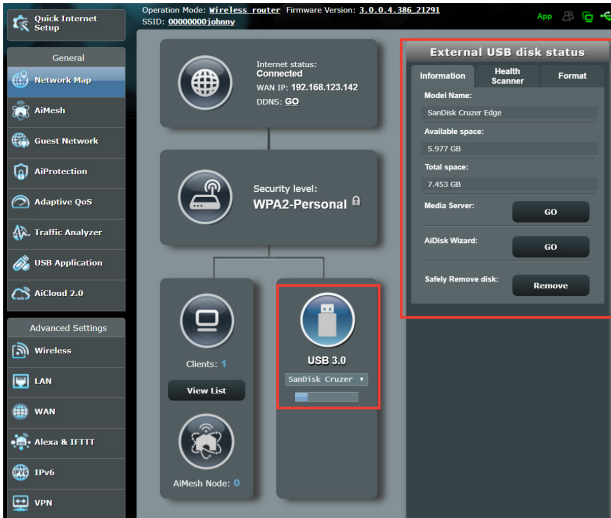 Quick Internet
Setup
Operation Mode: Wireless router Firmware Version: 3.0.0.4.386_21291
SSID: 00000000johnny
App
General
Network Map
AiMesh
Guest Network
AiProtection
Adaptive QoS
Traffic Analyzer
USB Application
AiCloud 2.0
Advanced Settings
Wireless
LAN
WAN
Alexa & IFTTT
IPv6
VPN
Internet status:
Connected
WAN IP: 192.168.123.142
DDNS: GO
Security level:
WPA2-Personal
Clients: 1
View List
AiMesh Node: 0
USB 3.0
SanDisk Cruzer
External USB disk status
Information
Health
Scanner
Format
Model Name:
SanDisk Cruzer Edge
Available space:
5.977 GB
Total space:
7.453 GB
Media Server:
GO
AiDisk Wizard:
GO
Safely Remove disk:
Remove